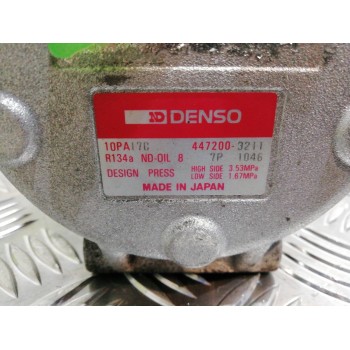 ND DENSO
10PA17C 447200-3211
R134a ND-OIL 8 7P 1046
DESIGN PRESS HIGH SIDE 3.53MPa
LOW SIDE 1.67MPa
MADE IN JAPAN